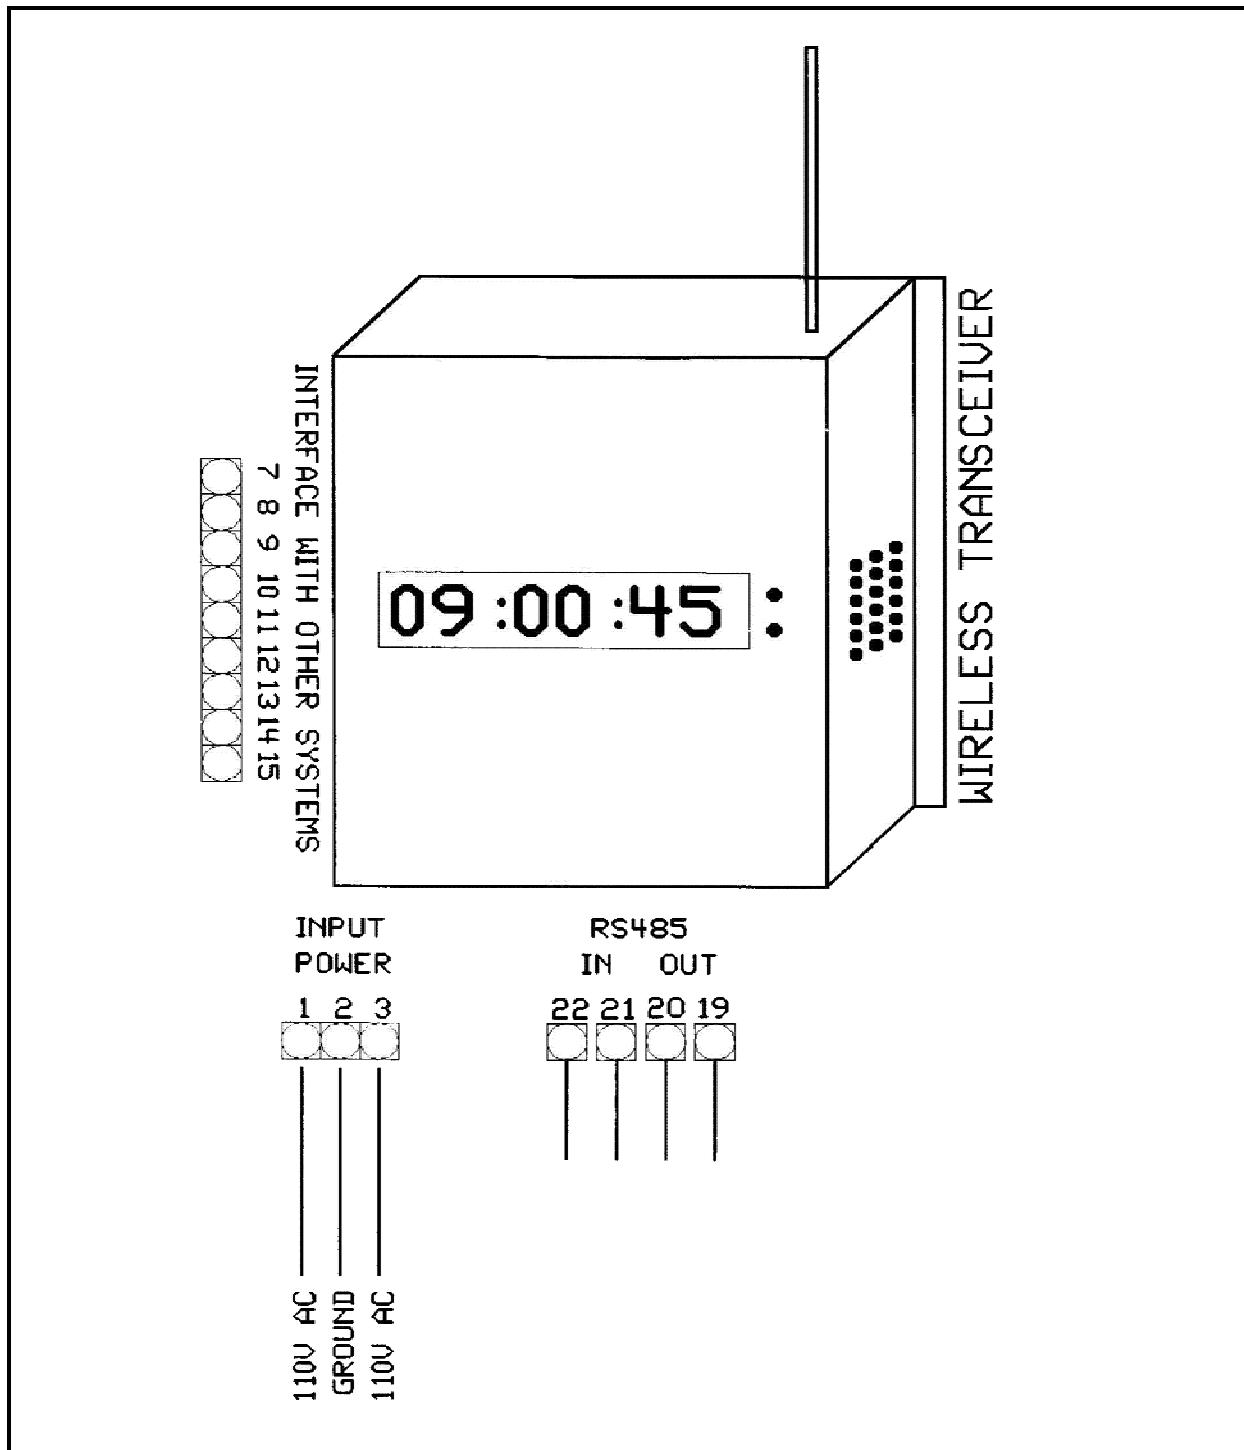 WIRELESS TRANSCEIVER
INTERFACE WITH OTHER SYSTEMS
7 8 9 10 11 12 13 14 15
09:00:45
INPUT
POWER
1 2 3
RS485
IN OUT
22 21 20 19
110V AC
GROUND
110V AC